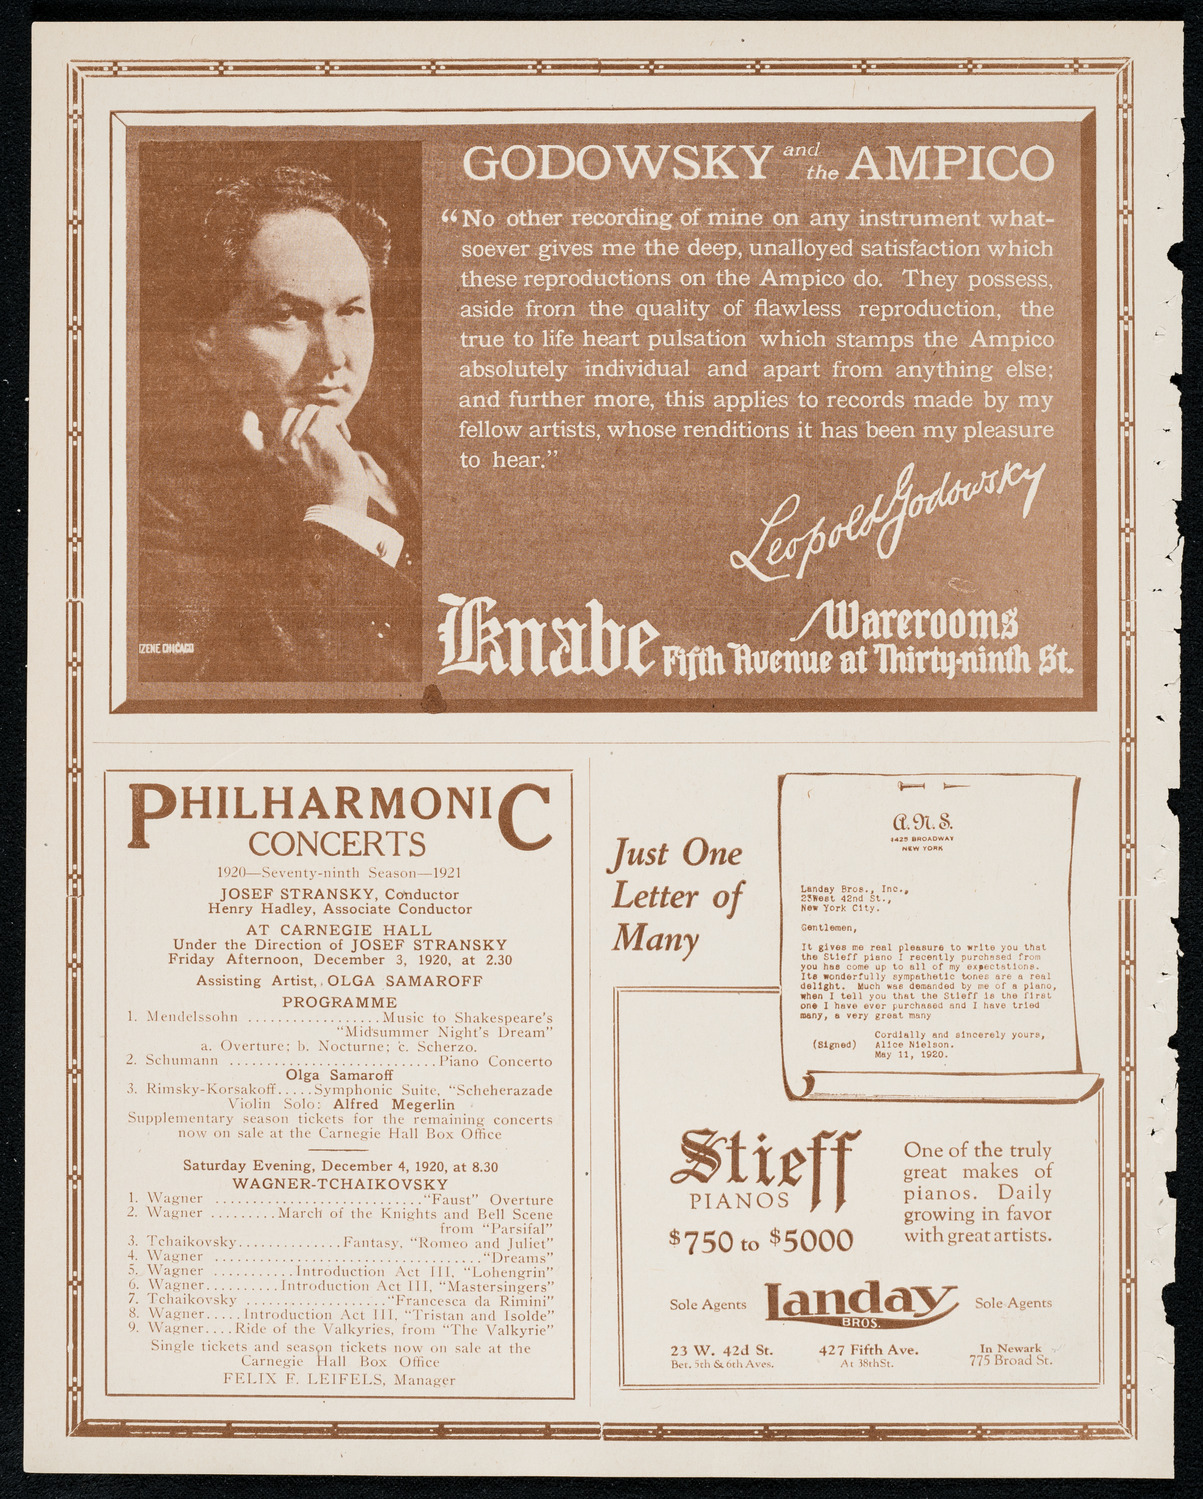 GODOWSKY and the AMPICO
“No other recording of mine on any instrument what-
soever gives me the deep, unalloyed satisfaction which
these reproductions on the Ampico do. They possess,
aside from the quality of flawless reproduction, the
true to life heart pulsation which stamps the Ampico
absolutely individual and apart from anything else;
and further more, this applies to records made by my
fellow artists, whose renditions it has been my pleasure
to hear.”
Leopold Godowsky
IZENE CHICAGO
Knabe Warerooms
Fifth Avenue at Thirty-ninth St.
PHILHARMONIC
CONCERTS
1920—Seventy-ninth Season—1921
JOSEF STRANSKY, Conductor
Henry Hadley, Associate Conductor
AT CARNEGIE HALL
Under the Direction of JOSEF STRANSKY
Friday Afternoon, December 3, 1920, at 2.30
Assisting Artist, OLGA SAMAROFF
PROGRAMME
1. Mendelssohn .................Music to Shakespeare's
“Midsummer Night's Dream”
a. Overture; b. Nocturne; c. Scherzo.
2. Schumann ..........................Piano Concerto
Olga Samaroff
3. Rimsky-Korsakoff.....Symphonic Suite, “Scheherazade
Violin Solo: Alfred Megerlin
Supplementary season tickets for the remaining concerts
now on sale at the Carnegie Hall Box Office
Saturday Evening, December 4, 1920, at 8.30
WAGNER-TCHAIKOVSKY
1. Wagner ..........................“Faust” Overture
2. Wagner .........March of the Knights and Bell Scene
from “Parsifal”
3. Tchaikovsky.............Fantasy, “Romeo and Juliet”
4. Wagner .................................“Dreams”
5. Wagner ..........Introduction Act III, “Lohengrin”
6. Wagner.........Introduction Act III, “Mastersingers”
7. Tchaikovsky .................“Francesca da Rimini”
8. Wagner.....Introduction Act III, “Tristan and Isolde”
9. Wagner....Ride of the Valkyries, from “The Valkyrie”
Single tickets and season tickets now on sale at the
Carnegie Hall Box Office
FELIX F. LEIFELS, Manager
Just One
Letter of
Many
A. N. S.
1425 BROADWAY
NEW YORK
Landay Bros., Inc.,
23West 42nd St.,
New York City.
Gentlemen,
It gives me real pleasure to write you that
the Stieff piano I recently purchased from
you has come up to all of my expectations.
Its wonderfully sympathetic tones are a real
delight. Much was demanded by me of a piano,
when I tell you that the Stieff is the first
one I have ever purchased and I have tried
many, a very great many
Cordially and sincerely yours,
(Signed) Alice Nielson.
May 11, 1920.
Stieff
PIANOS
$750 to $5000
One of the truly
great makes of
pianos. Daily
growing in favor
with great artists.
Sole Agents Landay BROS. Sole Agents
23 W. 42d St. 427 Fifth Ave. In Newark
Bet. 5th & 6th Aves. At 38th St. 775 Broad St.